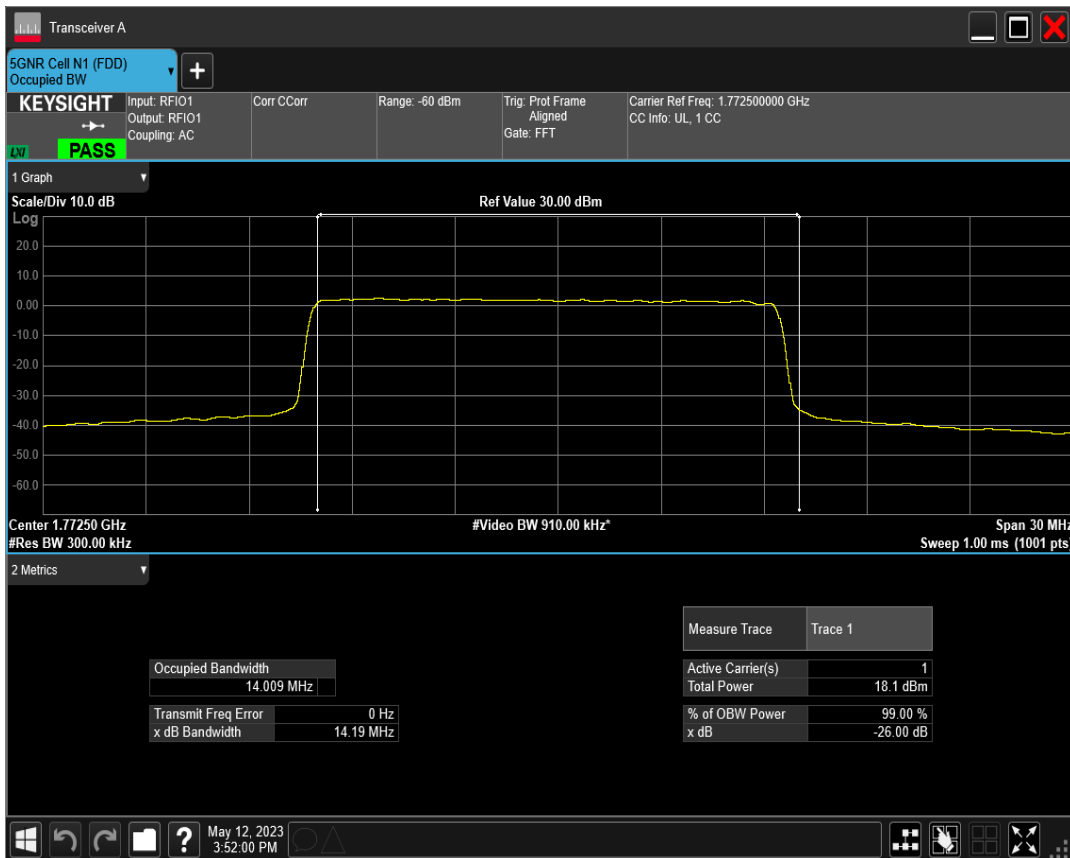 Transceiver A
5GNR Cell N1 (FDD)
Occupied BW
KEYSIGHT
LXI
PASS
Input: RFIO1
Output: RFIO1
Coupling: AC
Corr CCorr
Range: -60 dBm
Trig: Prot Frame
Aligned
Gate: FFT
Carrier Ref Freq: 1.772500000 GHz
CC Info: UL, 1 CC
1 Graph
Scale/Div 10.0 dB
Ref Value 30.00 dBm
Log
20.0
10.0
0.00
-10.0
-20.0
-30.0
-40.0
-50.0
-60.0
Center 1.77250 GHz
#Video BW 910.00 kHz*
Span 30 MHz
#Res BW 300.00 kHz
Sweep 1.00 ms (1001 pts)
2 Metrics
Measure Trace Trace 1
Occupied Bandwidth
14.009 MHz
Active Carrier(s) 1
Total Power 18.1 dBm
Transmit Freq Error 0 Hz
x dB Bandwidth 14.19 MHz
% of OBW Power 99.00 %
x dB -26.00 dB
?
May 12, 2023
3:52:00 PM